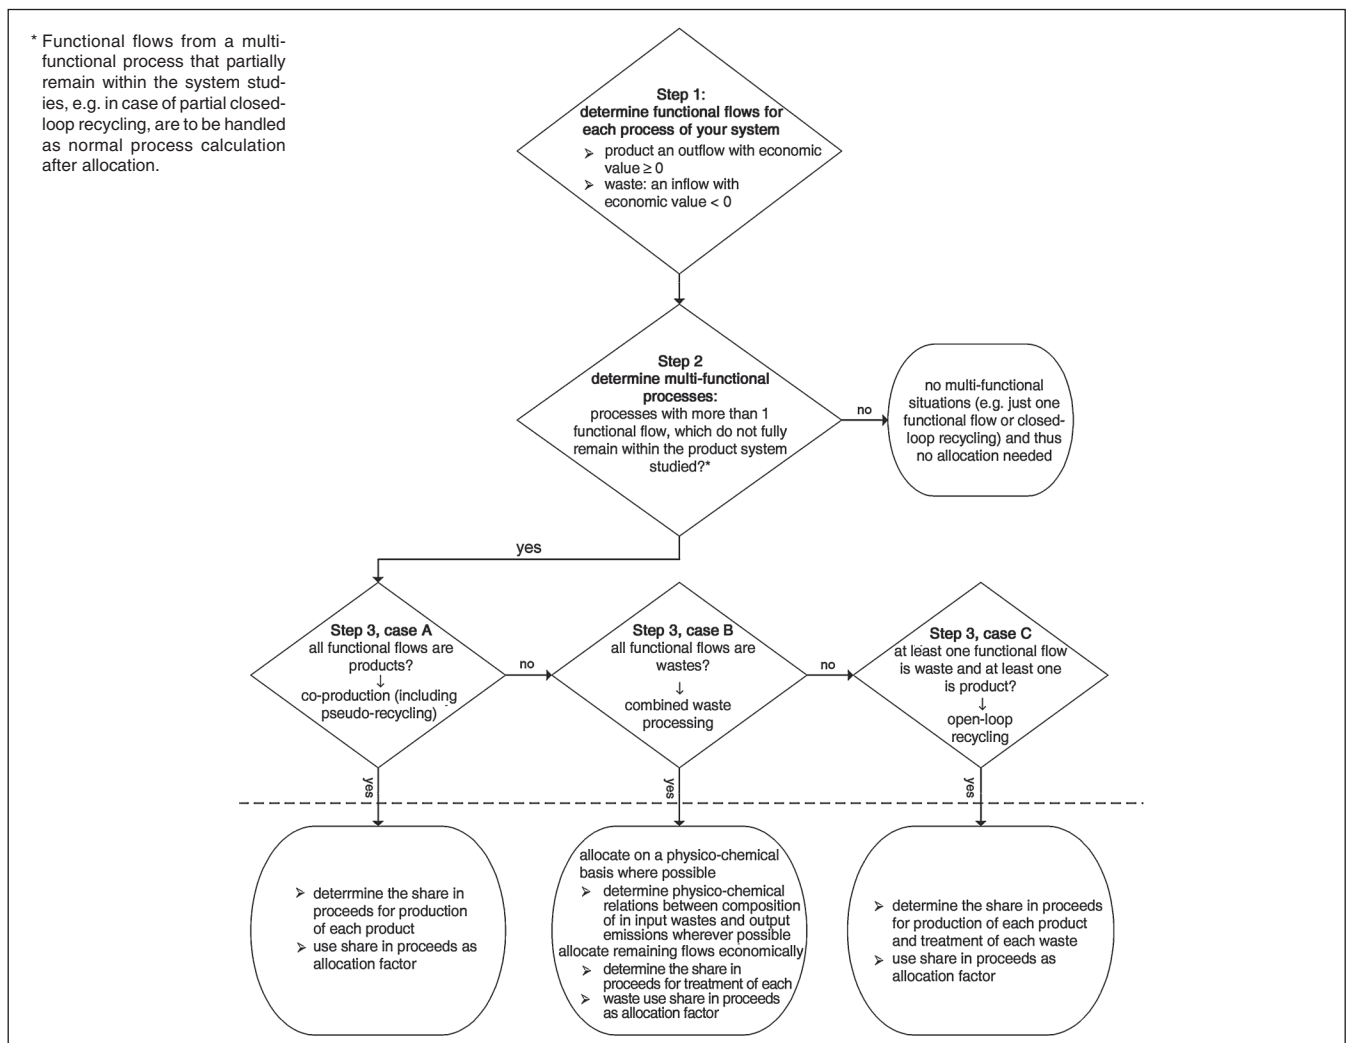 * Functional flows from a multi-
functional process that partially
remain within the system stud-
ies, e.g. in case of partial closed-
loop recycling, are to be handled
as normal process calculation
after allocation.
Step 1:
determine functional flows for
each process of your system
➢ product an outflow with economic
value ≥ 0
➢ waste: an inflow with
economic value < 0
Step 2
determine multi-functional
processes:
processes with more than 1
functional flow, which do not fully
remain within the product system
studied?*
no
no multi-functional
situations (e.g. just one
functional flow or closed-
loop recycling) and thus
no allocation needed
yes
Step 3, case A
all functional flows are
products?
↓
co-production (including
pseudo-recycling)
no
Step 3, case B
all functional flows are
wastes?
↓
combined waste
processing
no
Step 3, case C
at least one functional flow
is waste and at least one
is product?
↓
open-loop
recycling
yes
yes
yes
➢ determine the share in
proceeds for production
of each product
➢ use share in proceeds as
allocation factor
allocate on a physico-chemical
basis where possible
➢ determine physico-chemical
relations between composition
of in input wastes and output
emissions wherever possible
allocate remaining flows economically
➢ determine the share in
proceeds for treatment of each
➢ waste use share in proceeds
as allocation factor
➢ determine the share in proceeds
for production of each product
and treatment of each waste
➢ use share in proceeds as
allocation factor